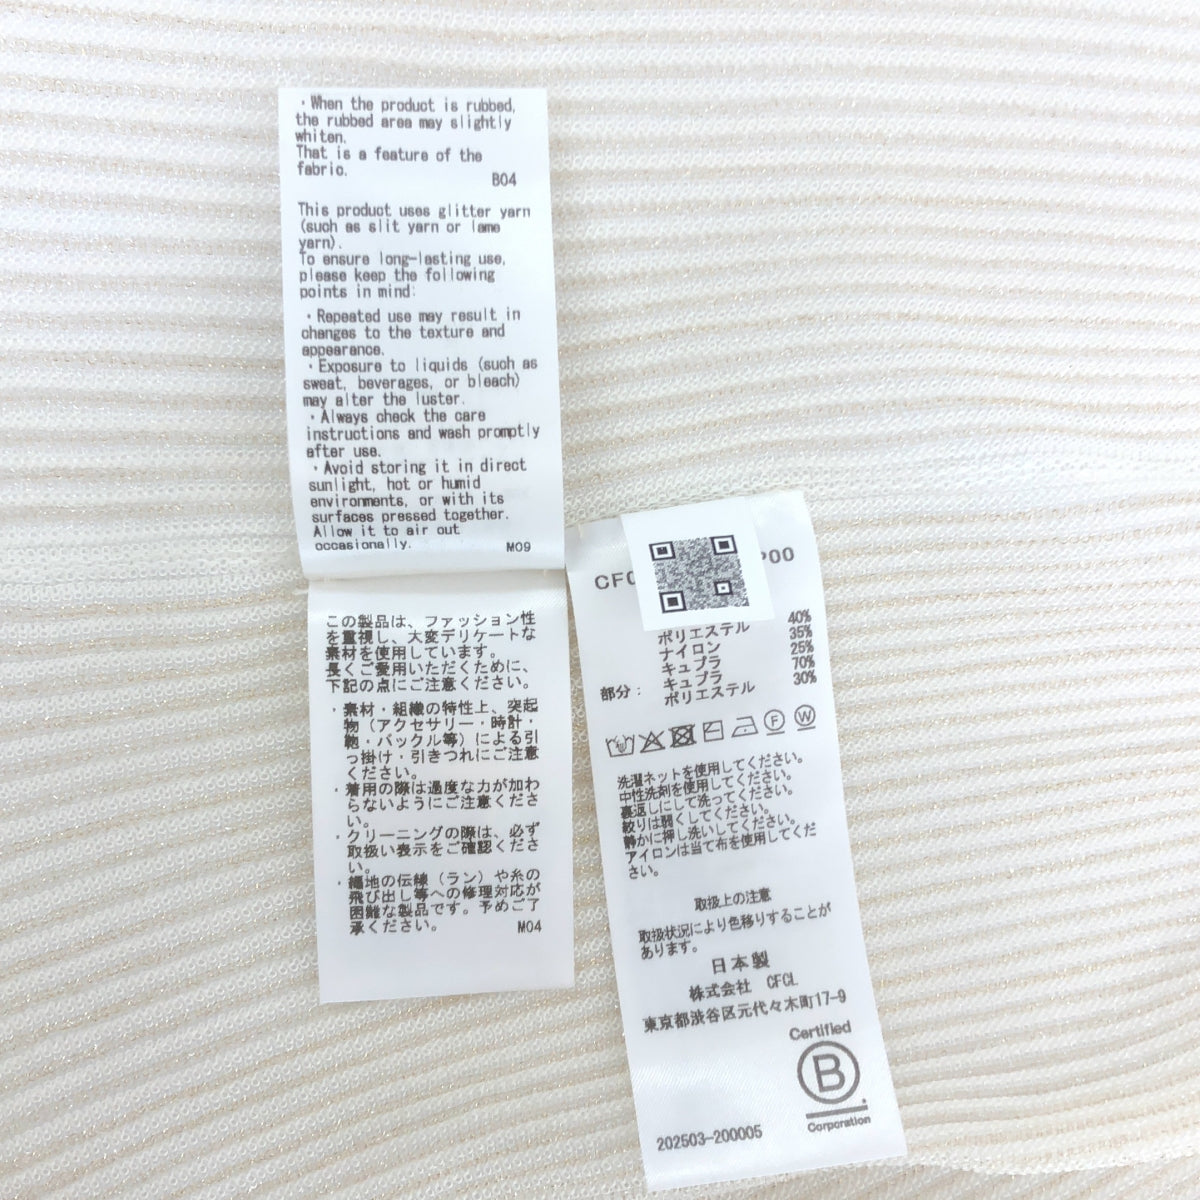 ・When the product is rubbed,
the rubbed area may slightly
whiten.
That is a feature of the
fabric.
B04
This product uses glitter yarn
(such as slit yarn or lame
yarn).
To ensure long-lasting use,
please keep the following
points in mind:
・Repeated use may result in
changes to the texture and
appearance.
・Exposure to liquids (such as
sweat, beverages, or bleach)
may alter the luster.
・Always check the care
instructions and wash promptly
after use.
・Avoid storing it in direct
sunlight, hot or humid
environments, or with its
surfaces pressed together.
Allow it to air out
occasionally.
M09
この製品は、ファッション性
を重視し、大変デリケートな
素材を使用しています。
長くご愛用いただくために、
下記の点にご注意ください。
・素材・組織の特性上、突起
物（アクセサリー・時計・
鞄・バックル等）による引
っ掛け・引きつれにご注意
ください。
・着用の際は過度な力が加わ
らないようにご注意くださ
い。
・クリーニングの際は、必ず
取扱い表示をご確認くださ
い。
・編地の伝線（ラン）や糸の
飛び出し等への修理対応が
困難な製品です。予めご了
承ください。
M04
CF
P00
40%
ポリエステル 35%
ナイロン 25%
キュプラ 70%
部分： キュプラ 30%
ポリエステル
F W
洗濯ネットを使用してください。
中性洗剤を使用してください。
裏返しにして洗ってください。
絞りは弱くしてください。
静かに押し洗いしてください。
アイロンは当て布を使用してくだ
さい。
取扱上の注意
取扱状況により色移りすることが
あります。
日本製
株式会社 CFCL
東京都渋谷区元代々木町17-9
Certified
B
Corporation
202503-200005